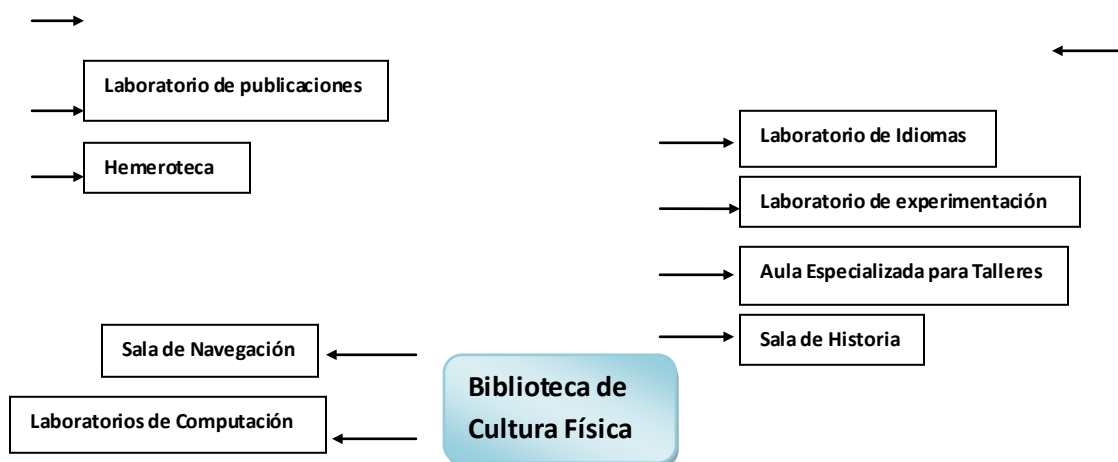 Laboratorio de publicaciones
Hemeroteca
Laboratorio de Idiomas
Laboratorio de experimentación
Aula Especializada para Talleres
Sala de Historia
Sala de Navegación
Laboratorios de Computación
Biblioteca de
Cultura Física